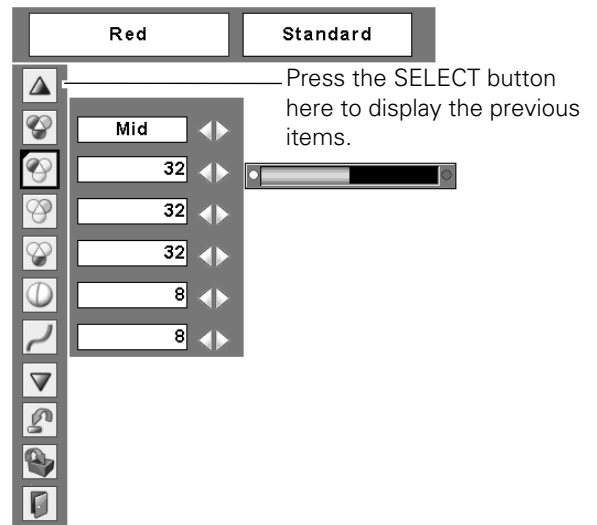 Red
Standard
Press the SELECT button
here to display the previous
items.
Mid
32
32
32
8
8